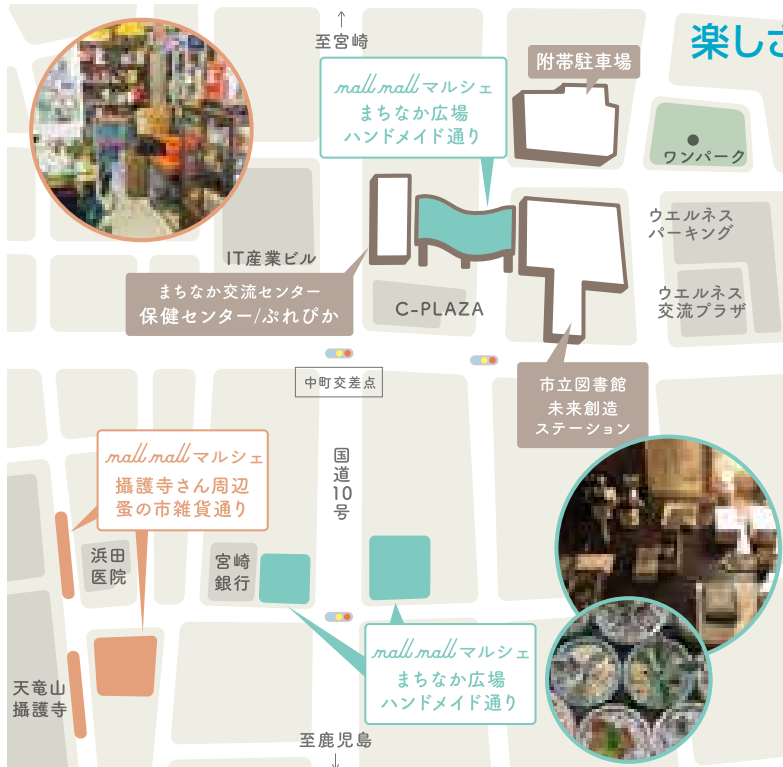 ↑
至宮崎
楽しさ
附帯駐車場
mall mall マルシェ
まちなか広場
ハンドメイド通り
ワンパーク
ウエルネス
パーキング
IT産業ビル
まちなか交流センター
保健センター/ぷれぴか
C-PLAZA
ウエルネス
交流プラザ
中町交差点
市立図書館
未来創造
ステーション
mall mall マルシェ
攝護寺さん周辺
蚤の市雑貨通り
国道10号
浜田
医院
宮崎
銀行
mall mall マルシェ
まちなか広場
ハンドメイド通り
天竜山
攝護寺
至鹿児島
↓